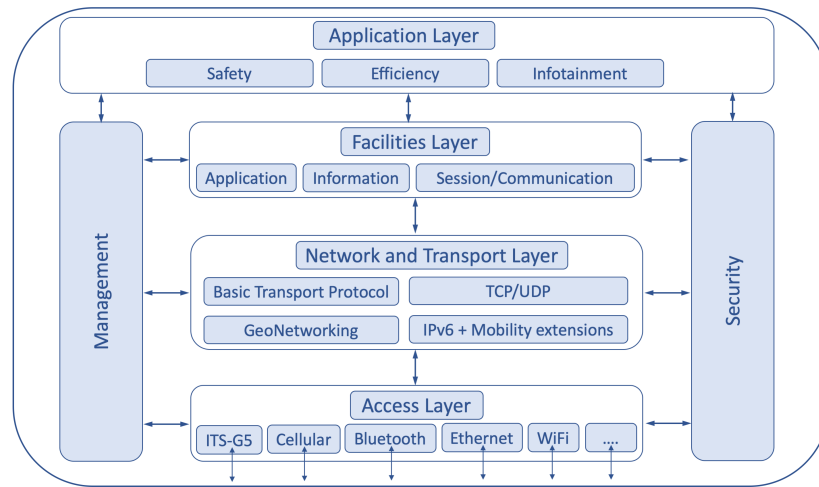 Application Layer
Safety
Efficiency
Infotainment
Management
Facilities Layer
Application
Information
Session/Communication
Network and Transport Layer
Basic Transport Protocol
TCP/UDP
GeoNetworking
IPv6 + Mobility extensions
Access Layer
ITS-G5
Cellular
Bluetooth
Ethernet
WiFi
....
Security